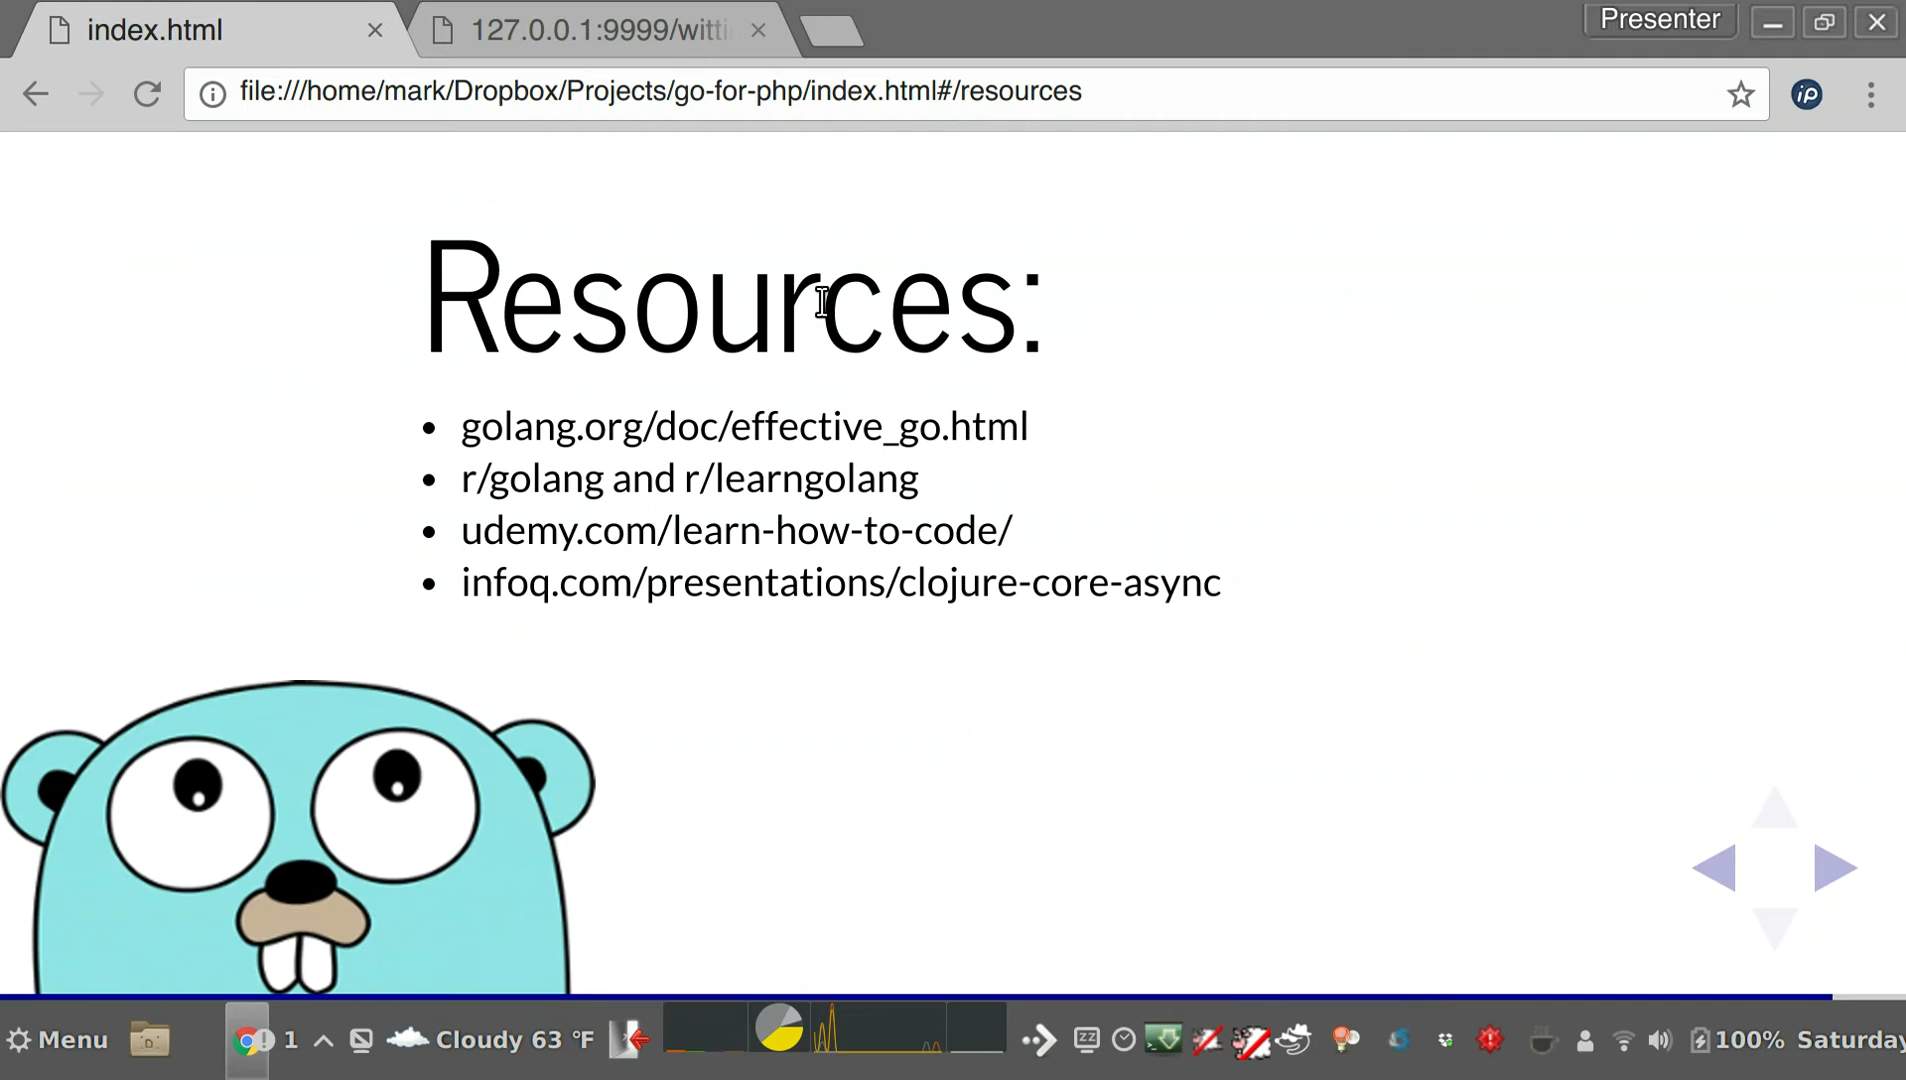 index.html
127.0.0.1:9999/witti
Presenter
file:///home/mark/Dropbox/Projects/go-for-php/index.html#/resources
Resources:
golang.org/doc/effective_go.html
r/golang and r/learngolang
udemy.com/learn-how-to-code/
infoq.com/presentations/clojure-core-async
Menu 1 Cloudy 63 °F 100% Saturday